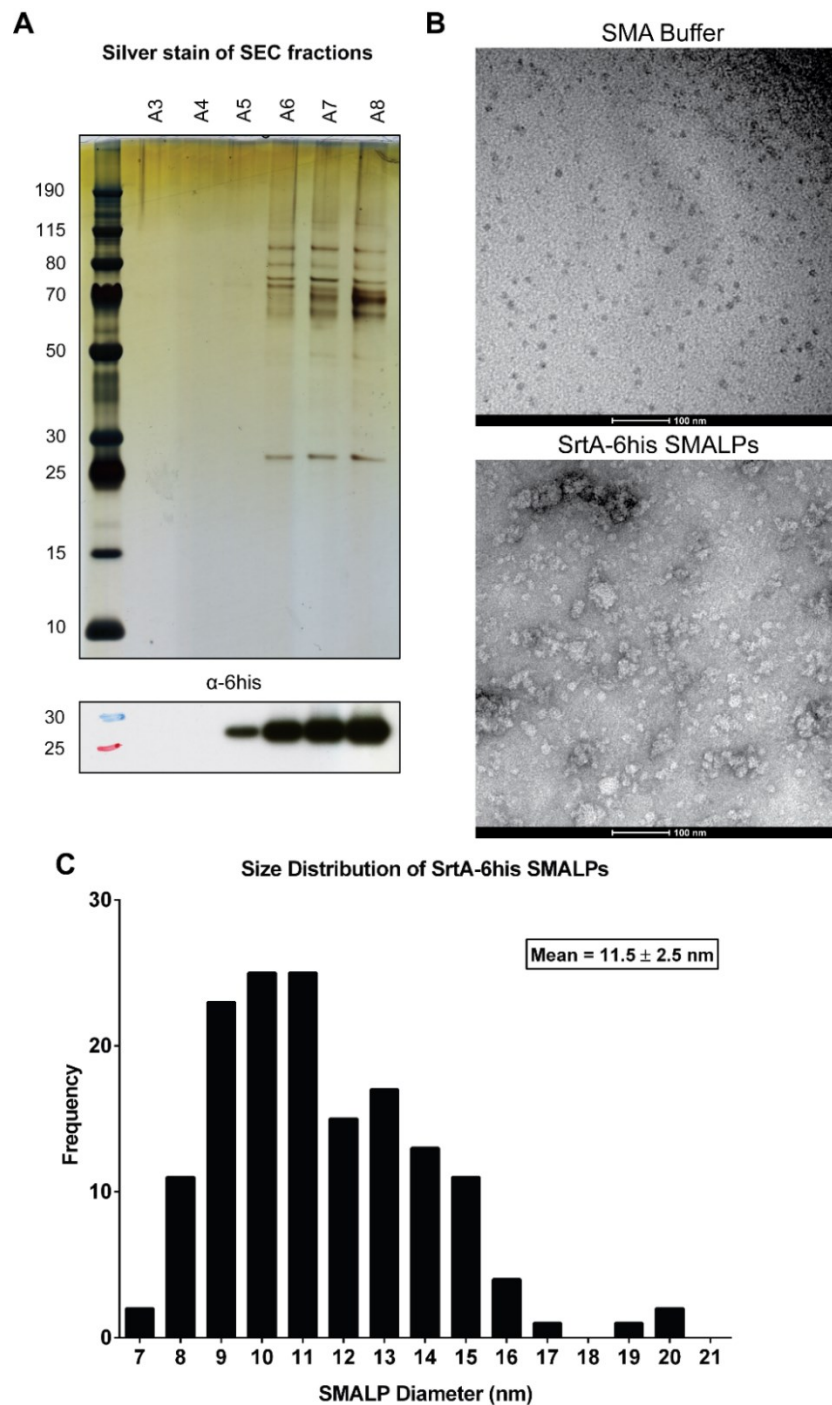 A
Silver stain of SEC fractions
A3 A4 A5 A6 A7 A8
190
115
80
70
50
30
25
15
10
α-6his
30
25
B
SMA Buffer
100 nm
SrtA-6his SMALPs
100 nm
C
Size Distribution of SrtA-6his SMALPs
Mean = 11.5 ± 2.5 nm
30
20
10
0
Frequency
7 8 9 10 11 12 13 14 15 16 17 18 19 20 21
SMALP Diameter (nm)